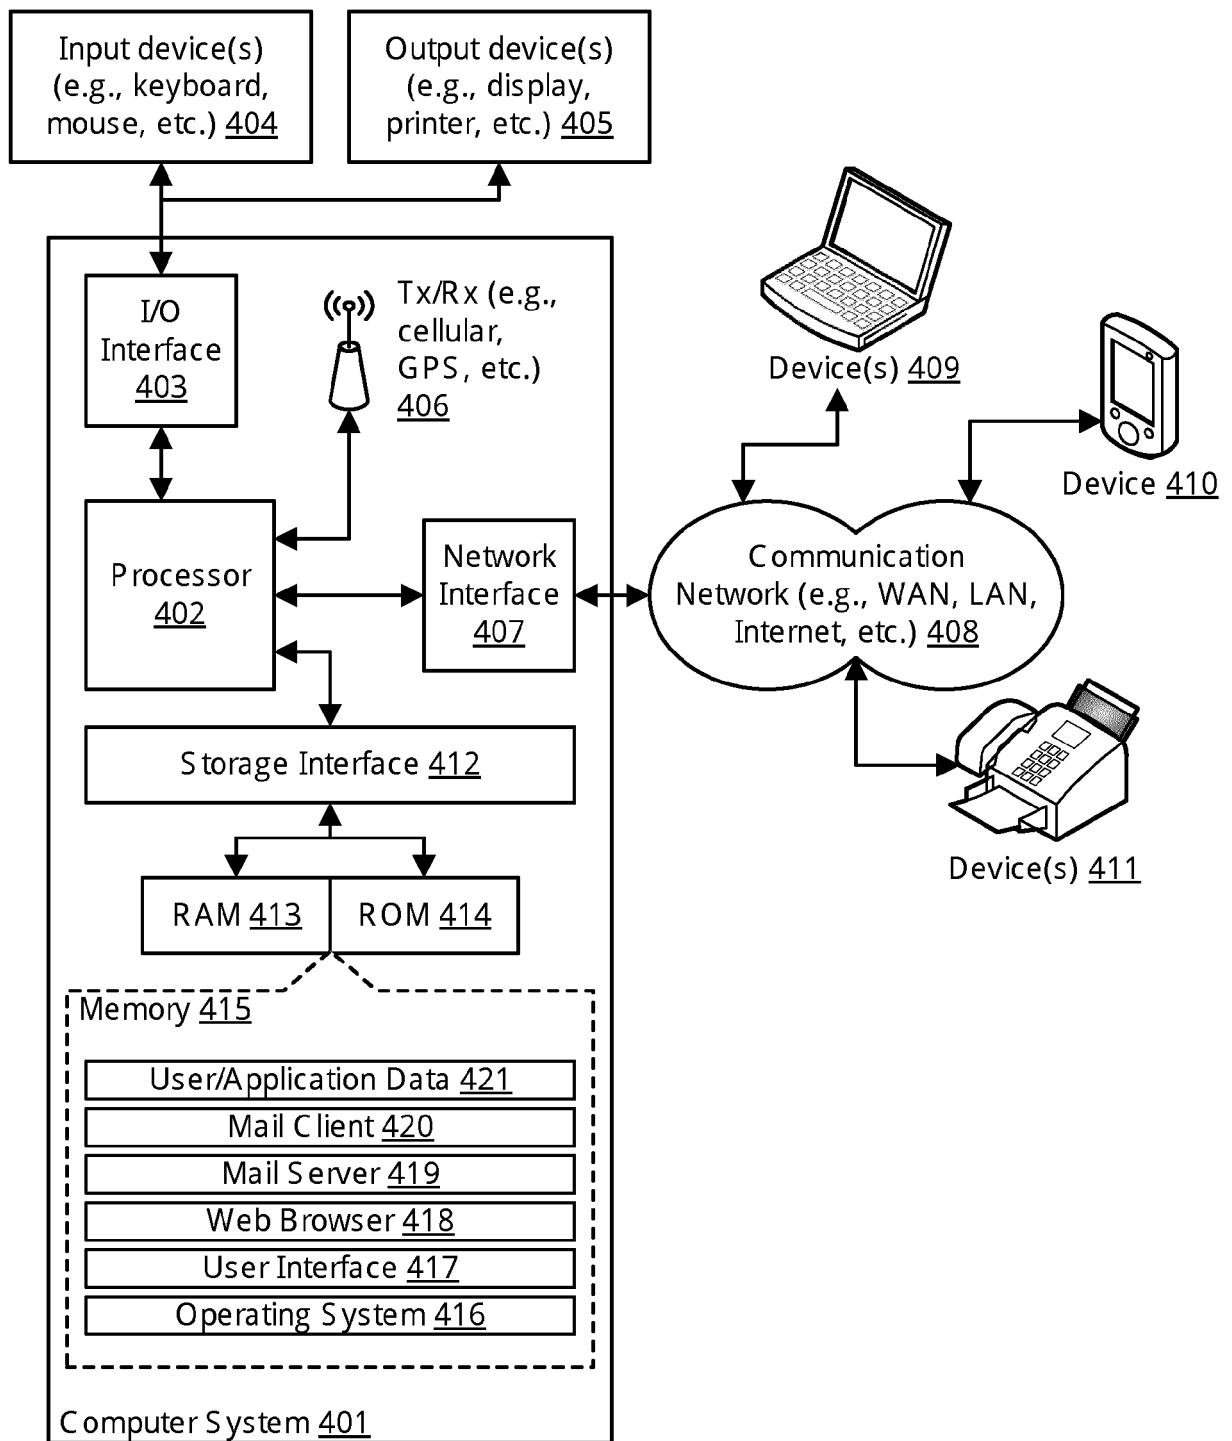 Input device(s)
(e.g., keyboard,
mouse, etc.) 404
Output device(s)
(e.g., display,
printer, etc.) 405
I/O
Interface
403
Tx/Rx (e.g.,
cellular,
GPS, etc.)
406
Device(s) 409
Device 410
Processor
402
Network
Interface
407
Communication
Network (e.g., WAN, LAN,
Internet, etc.) 408
Storage Interface 412
Device(s) 411
RAM 413
ROM 414
Memory 415
User/Application Data 421
Mail Client 420
Mail Server 419
Web Browser 418
User Interface 417
Operating System 416
Computer System 401